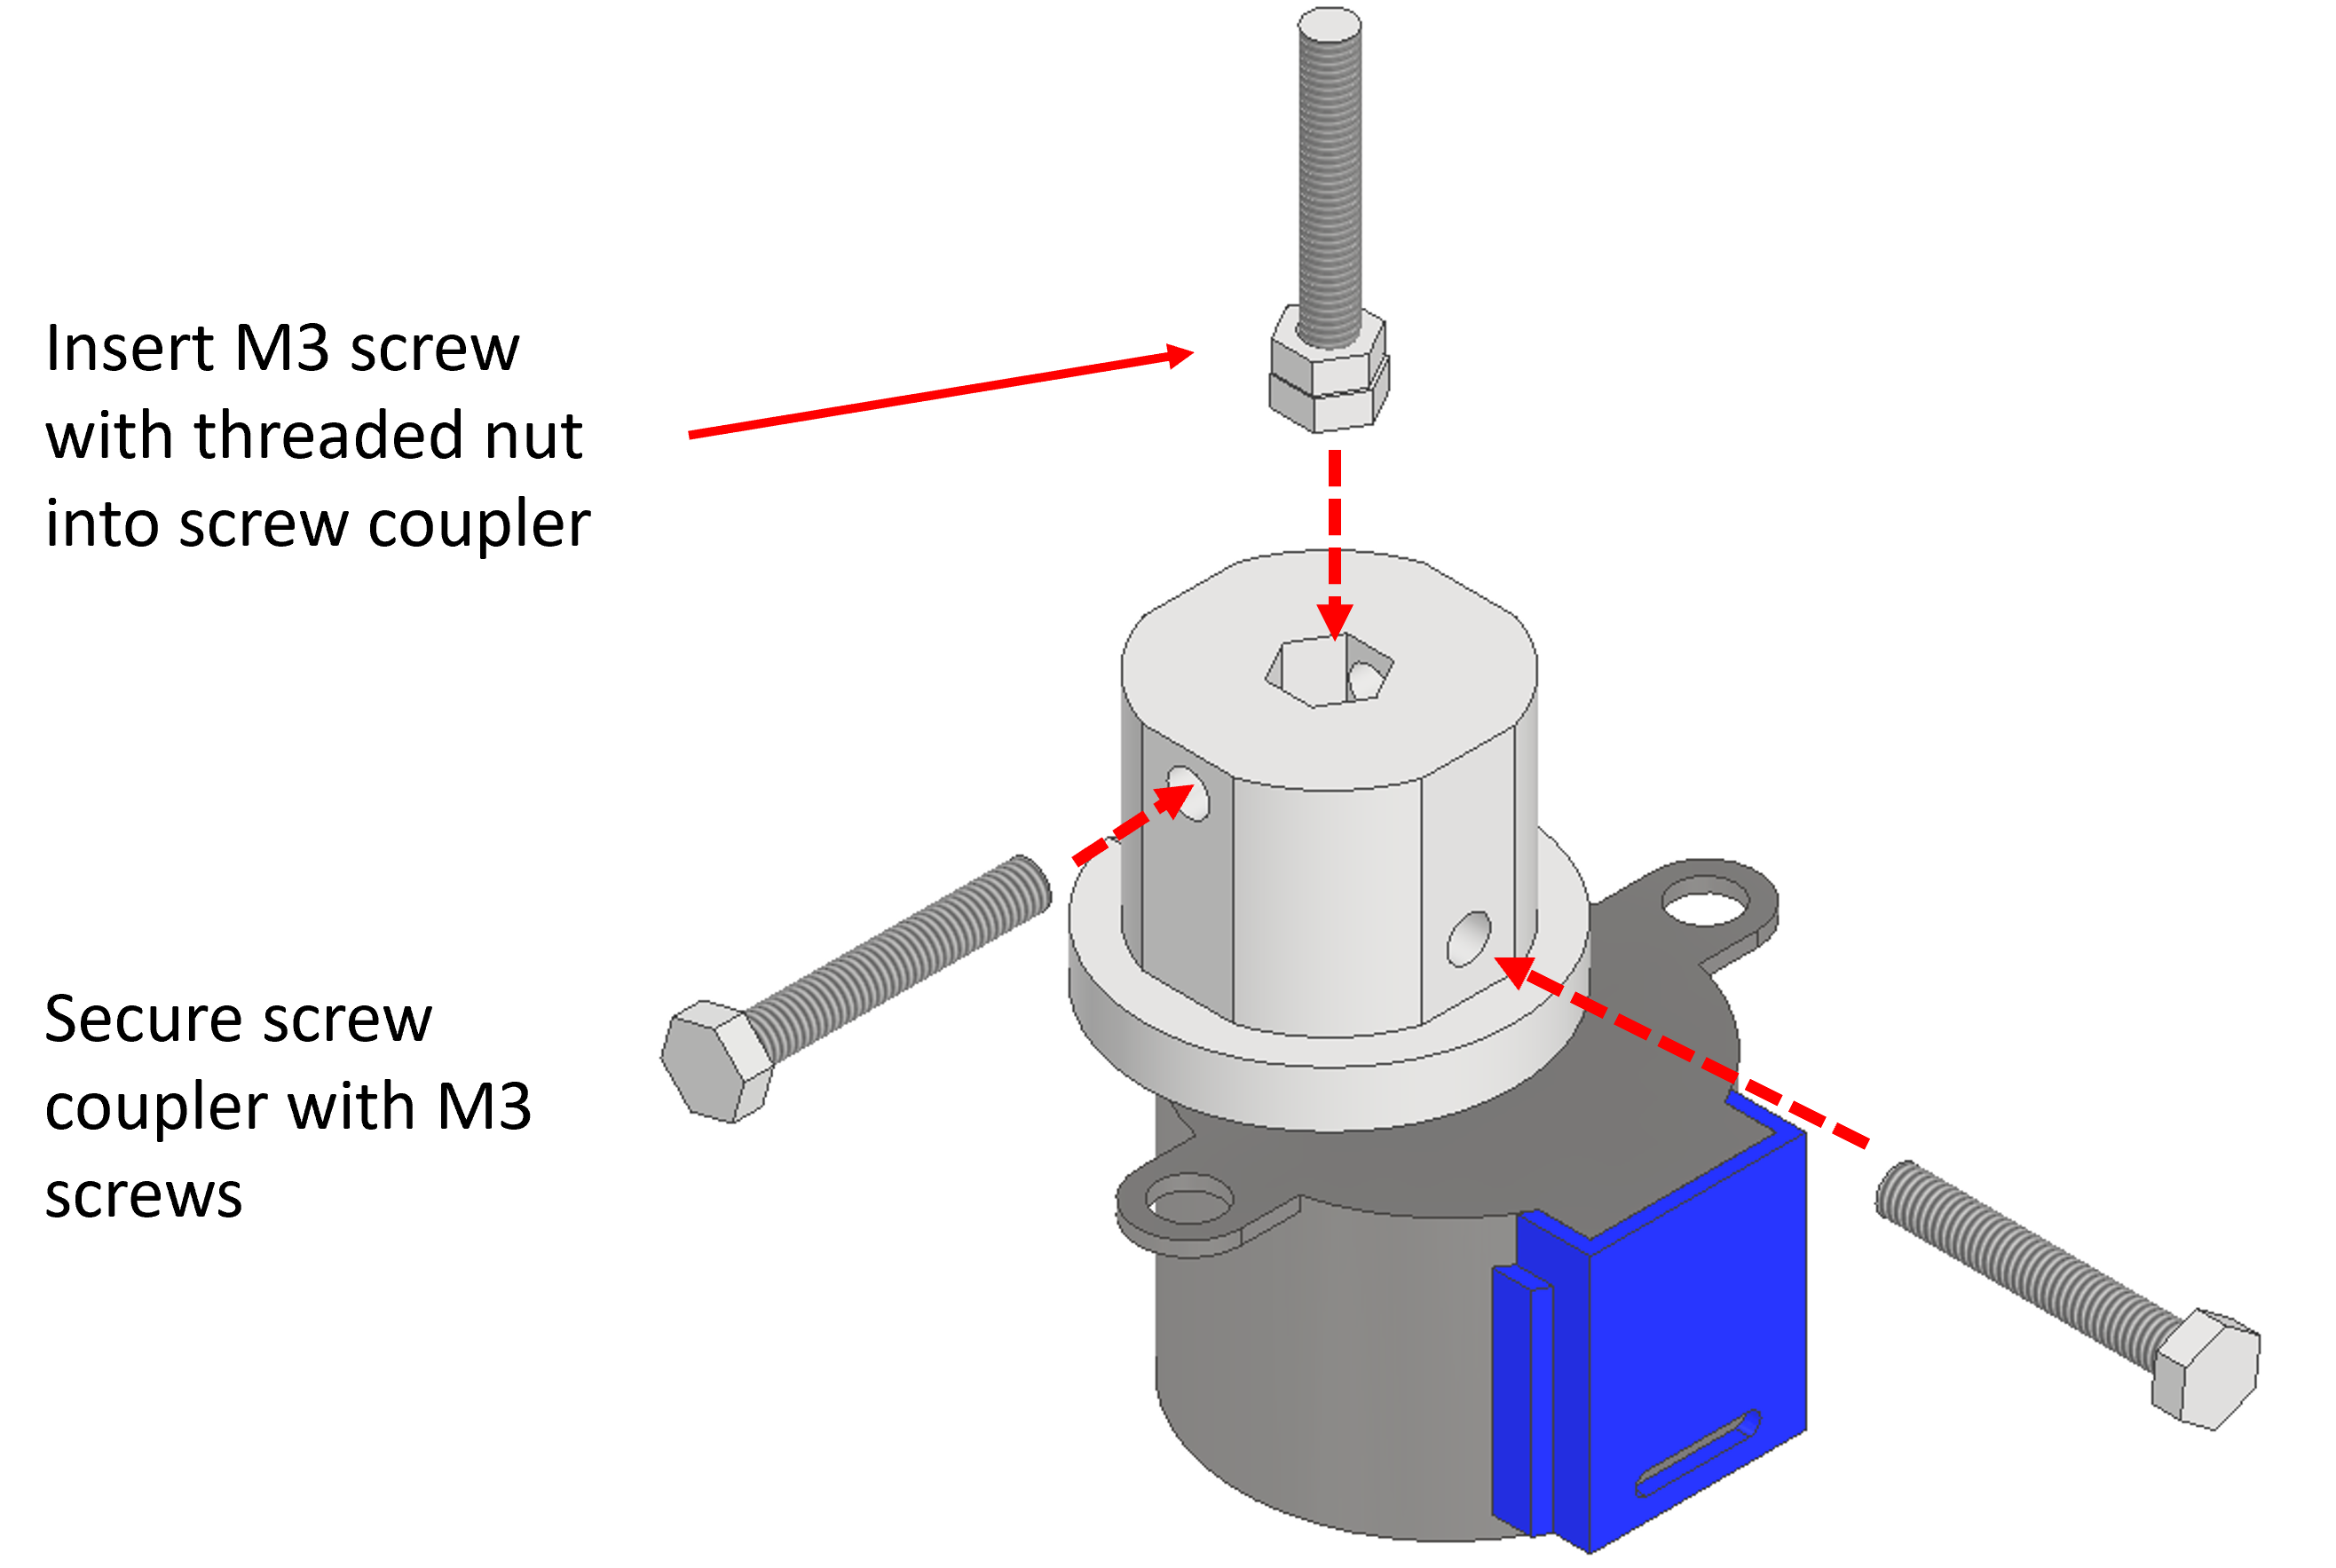 Insert M3 screw
with threaded nut
into screw coupler
Secure screw
coupler with M3
screws